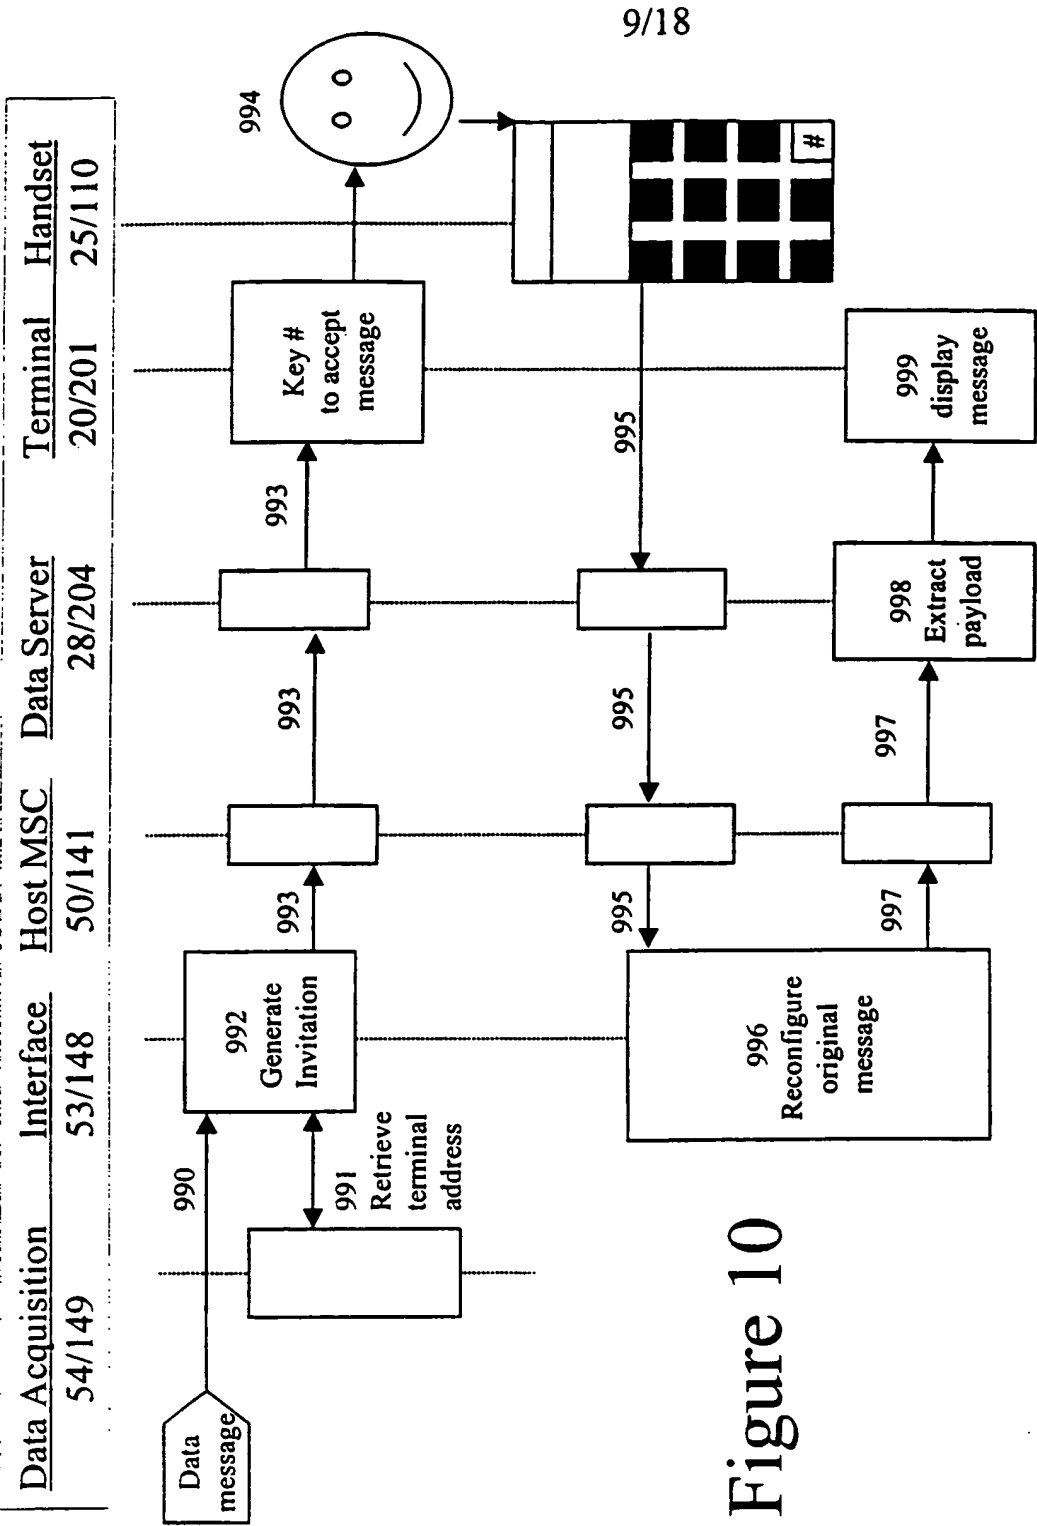 9/18
Data Acquisition Interface Host MSC Data Server Terminal Handset
54/149 53/148 50/141 28/204 20/201 25/110
Data
message
990
991
Retrieve
terminal
address
992
Generate
Invitation
993
993
993
Key #
to accept
message
994
#
995
995
995
996
Reconfigure
original
message
997
997
998
Extract
payload
999
display
message
Figure 10